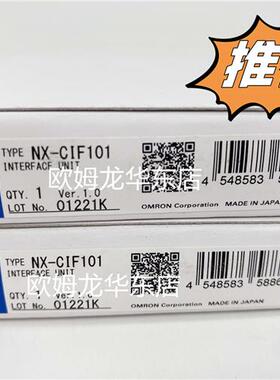 推
TYPE NX-CIF101
INTERFACE UNIT
QTY. 1 Ver.1.0
LOT No. 01221K
4 548583
OMRON Corporation MADE IN JAPAN
欧姆龙华东店
TYPE NX-CIF101
INTERFACE UNIT
QTY. 1 Ver.1.0
LOT No. 01221K
4 548583
OMRON Corporation MADE IN JAPAN
欧姆龙华东店